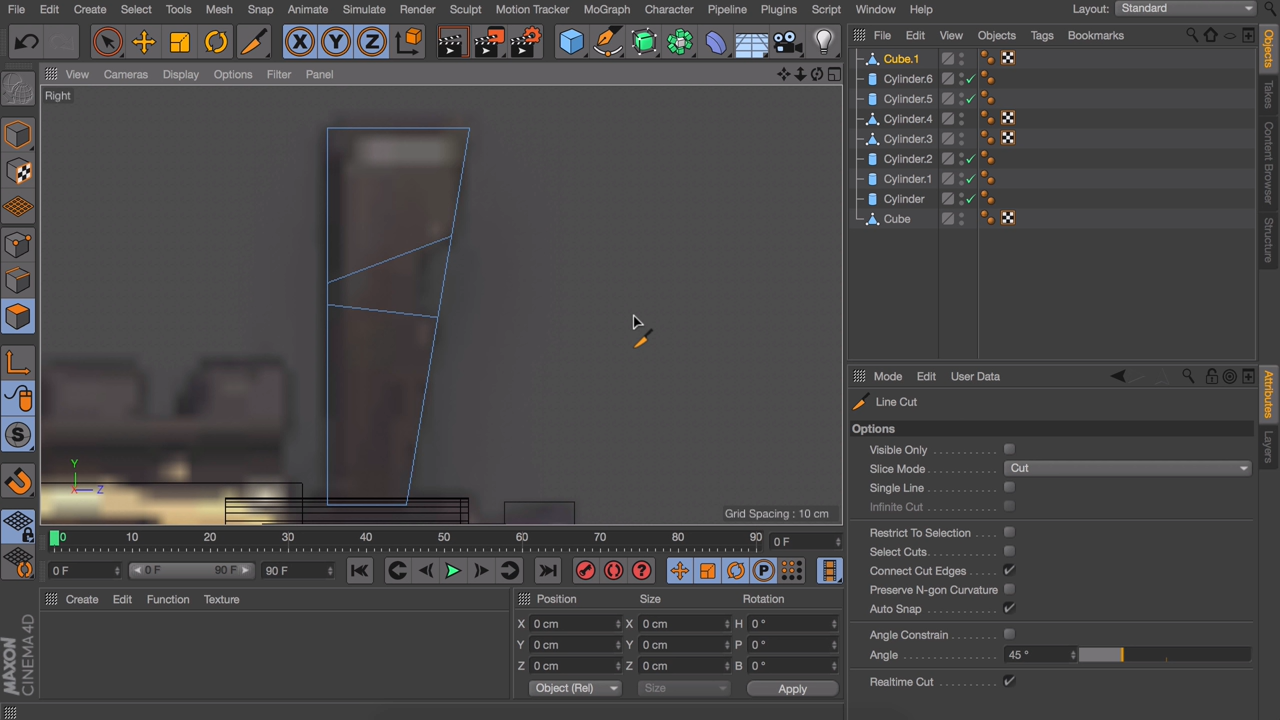 File Edit Create Select Tools Mesh Snap Animate Simulate Render Sculpt Motion Tracker MoGraph Character Pipeline Plugins Script Window Help Layout: Standard
X Y Z
View Cameras Display Options Filter Panel
Right
Y
X Z
Grid Spacing : 10 cm
File Edit View Objects Tags Bookmarks
Cube.1
Cylinder.6
Cylinder.5
Cylinder.4
Cylinder.3
Cylinder.2
Cylinder.1
Cylinder
Cube
Objects
Takes
Content Browser
Structure
Mode Edit User Data
Line Cut
Options
Visible Only
Slice Mode Cut
Single Line
Infinite Cut
Restrict To Selection
Select Cuts
Connect Cut Edges
Preserve N-gon Curvature
Auto Snap
Angle Constrain
Angle 45 °
Realtime Cut
Attributes
Layers
S
0 10 20 30 40 50 60 70 80 90 0 F
0 F 0 F 90 F 90 F
P
Create Edit Function Texture
Position Size Rotation
X 0 cm X 0 cm H 0 °
Y 0 cm Y 0 cm P 0 °
Z 0 cm Z 0 cm B 0 °
Object (Rel) Size Apply
MAXON
CINEMA 4D